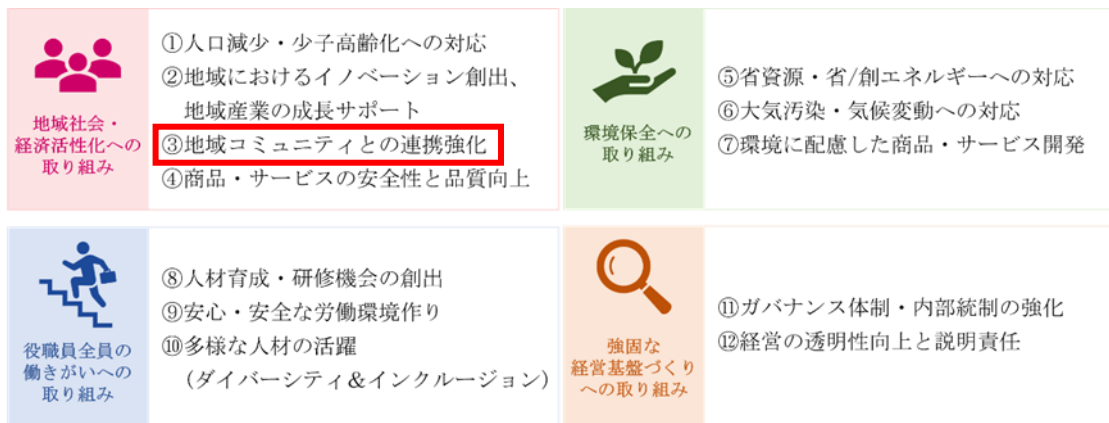 地域社会・
経済活性化への
取り組み
①人口減少・少子高齢化への対応
②地域におけるイノベーション創出、
地域産業の成長サポート
③地域コミュニティとの連携強化
④商品・サービスの安全性と品質向上
環境保全への
取り組み
⑤省資源・省/創エネルギーへの対応
⑥大気汚染・気候変動への対応
⑦環境に配慮した商品・サービス開発
役職員全員の
働きがいへの
取り組み
⑧人材育成・研修機会の創出
⑨安心・安全な労働環境作り
⑩多様な人材の活躍
(ダイバーシティ&インクルージョン)
強固な
経営基盤づくり
への取り組み
⑪ガバナンス体制・内部統制の強化
⑫経営の透明性向上と説明責任